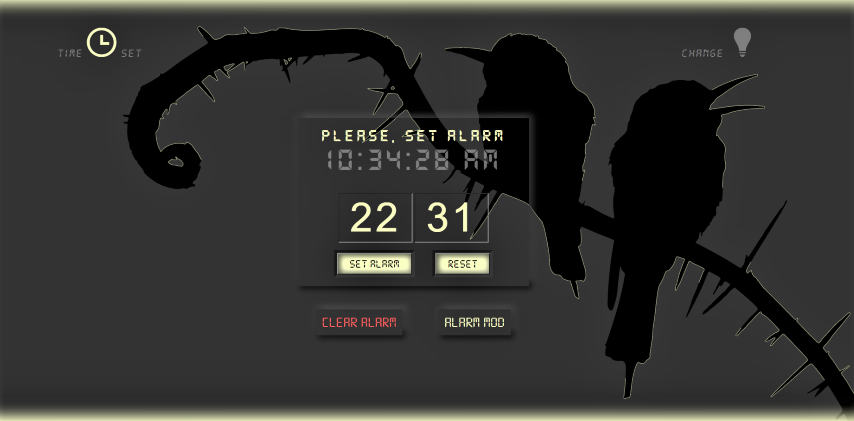 TIME SET
CHANGE
PLEASE, SET ALARM
10:34:28 AM
22 31
SET ALARM RESET
CLEAR ALARM ALARM MOD